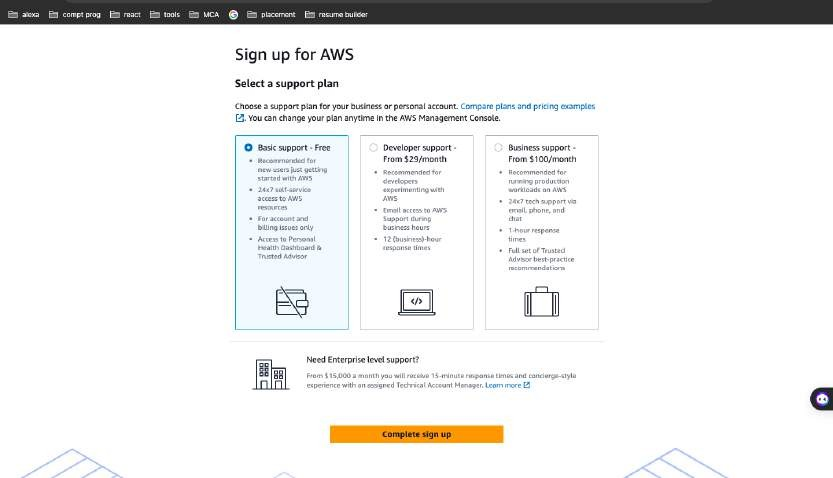 alexa compt prog react tools MCA placement resume builder
Sign up for AWS
Select a support plan
Choose a support plan for your business or personal account. Compare plans and pricing examples
. You can change your plan anytime in the AWS Management Console.
Basic support - Free
• Recommended for
new users just getting
started with AWS
• 24x7 self-service
access to AWS
resources
• For account and
billing issues only
• Access to Personal
Health Dashboard &
Trusted Advisor
Developer support -
From $29/month
• Recommended for
developers
experimenting with
AWS
• Email access to AWS
Support during
business hours
• 12 (business)-hour
response times
Business support -
From $100/month
• Recommended for
running production
workloads on AWS
• 24x7 tech support via
email, phone, and
chat
• 1-hour response
times
• Full set of Trusted
Advisor best-practice
recommendations
</>
Need Enterprise level support?
From $15,000 a month you will receive 15-minute response times and concierge-style
experience with an assigned Technical Account Manager. Learn more
Complete sign up